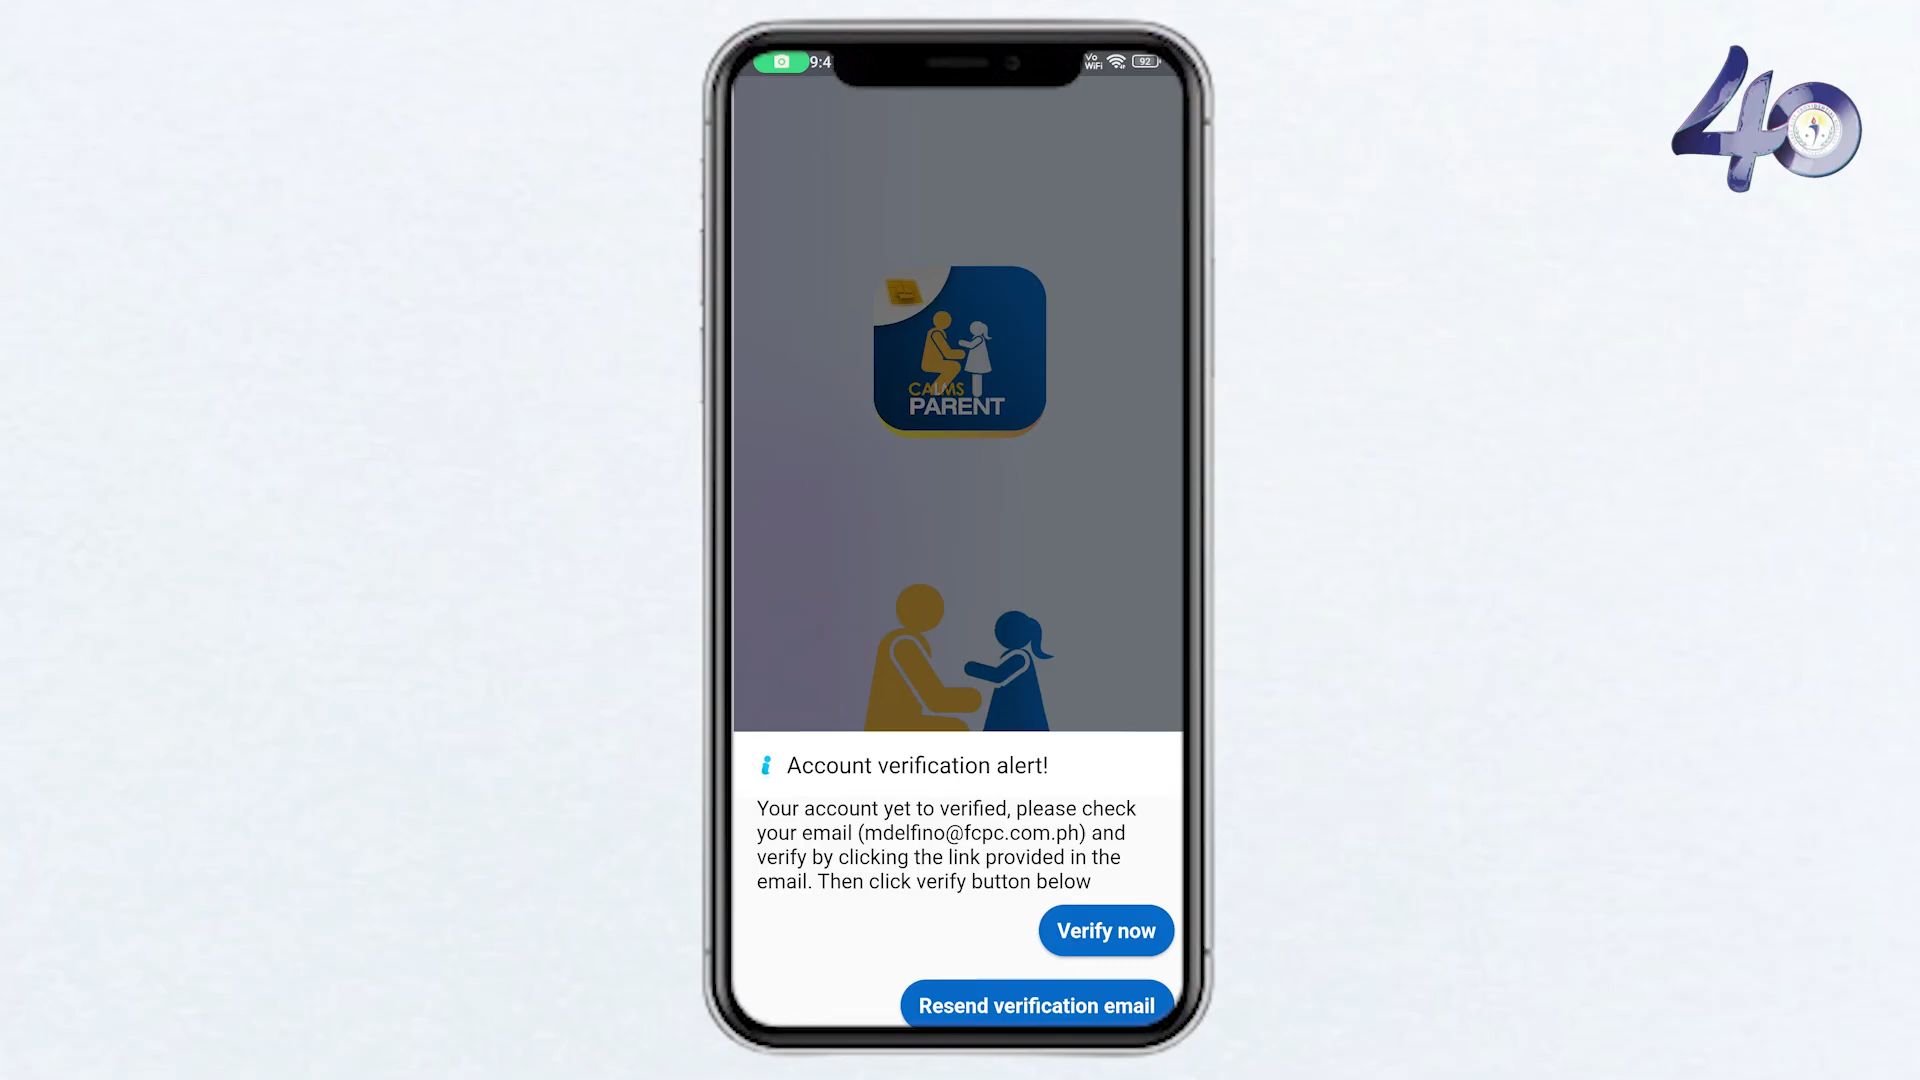 9:4
Vo
WiFi
92
40
CALMS
PARENT
Account verification alert!
Your account yet to verified, please check
your email (mdelfino@fcpc.com.ph) and
verify by clicking the link provided in the
email. Then click verify button below
Verify now
Resend verification email